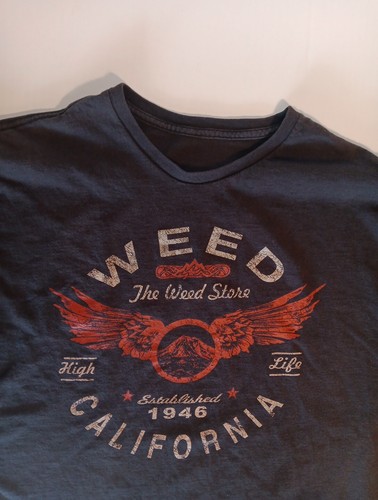 WEED
The Weed Store
High Life
Established
1946
CALIFORNIA